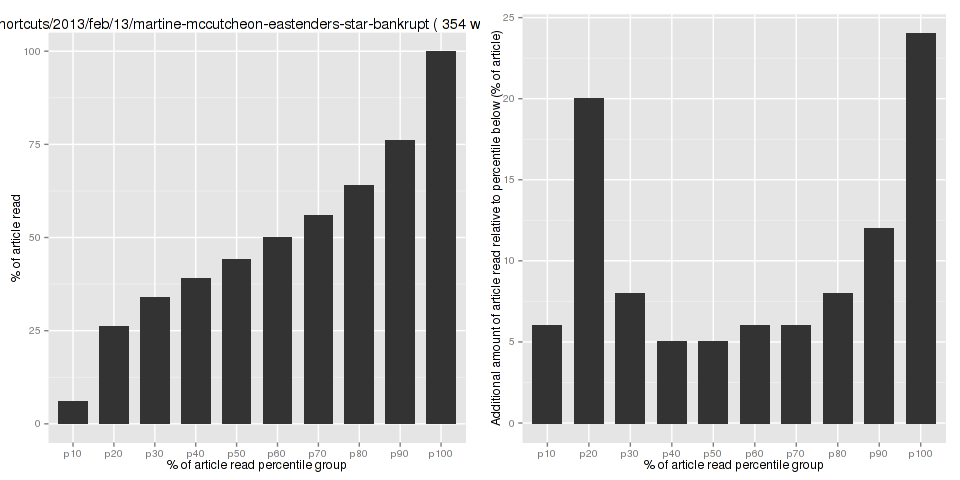 hortcuts/2013/feb/13/martine-mccutcheon-eastenders-star-bankrupt ( 354 w
% of article read
100
75
50
25
0
p10 p20 p30 p40 p50 p60 p70 p80 p90 p100
% of article read percentile group
Additional amount of article read relative to percentile below (% of article)
25
20
15
10
5
0
p10 p20 p30 p40 p50 p60 p70 p80 p90 p100
% of article read percentile group